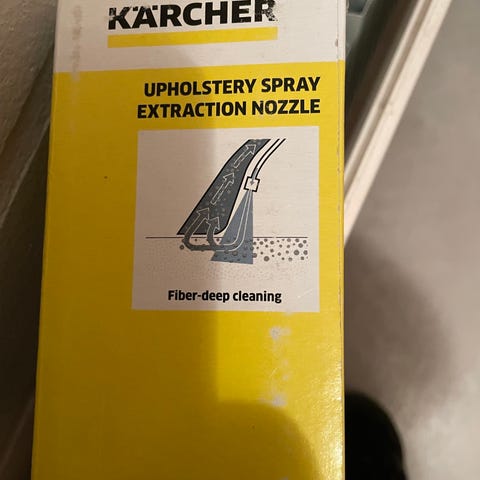 KÄRCHER
UPHOLSTERY SPRAY
EXTRACTION NOZZLE
Fiber-deep cleaning